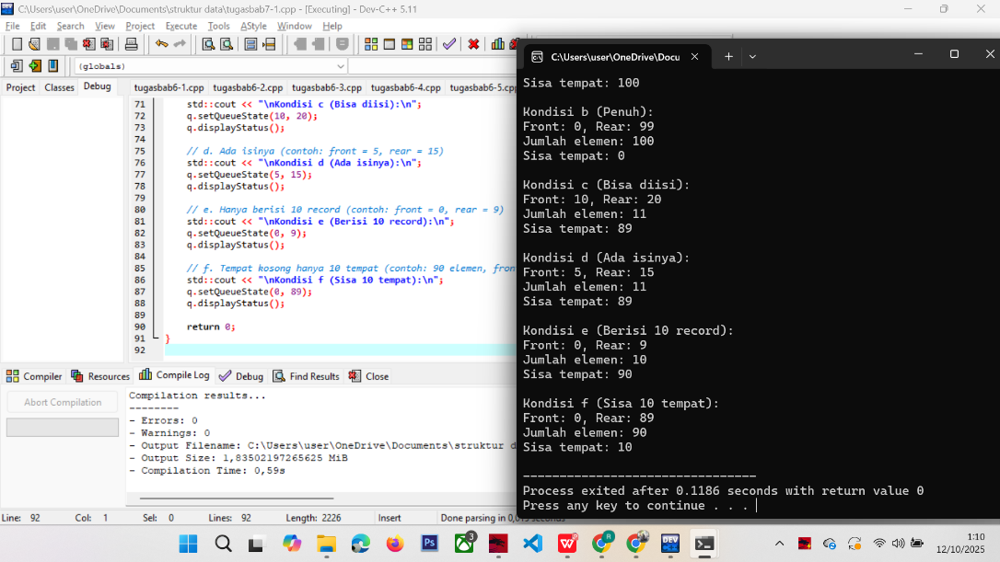 C:\Users\user\OneDrive\Documents\struktur data\tugasbab7-1.cpp - [Executing] - Dev-C++ 5.11
File Edit Search View Project Execute Tools AStyle Window Help
(globals)
Project Classes Debug
tugasbab6-1.cpp tugasbab6-2.cpp tugasbab6-3.cpp tugasbab6-4.cpp tugasbab6-5.cpp
71 std::cout << "\nKondisi c (Bisa diisi):\n";
72 q.setQueueState(10, 20);
73 q.displayStatus();
74
75 // d. Ada isinya (contoh: front = 5, rear = 15)
76 std::cout << "\nKondisi d (Ada isinya):\n";
77 q.setQueueState(5, 15);
78 q.displayStatus();
79
80 // e. Hanya berisi 10 record (contoh: front = 0, rear = 9)
81 std::cout << "\nKondisi e (Berisi 10 record):\n";
82 q.setQueueState(0, 9);
83 q.displayStatus();
84
85 // f. Tempat kosong hanya 10 tempat (contoh: 90 elemen, fron
86 std::cout << "\nKondisi f (Sisa 10 tempat):\n";
87 q.setQueueState(0, 89);
88 q.displayStatus();
89
90 return 0;
91 }
92
Compiler Resources Compile Log Debug Find Results Close
Abort Compilation
Compilation results...
--------
- Errors: 0
- Warnings: 0
- Output Filename: C:\Users\user\OneDrive\Documents\struktur d
- Output Size: 1,83502197265625 MiB
- Compilation Time: 0,59s
Line: 92 Col: 1 Sel: 0 Lines: 92 Length: 2226 Insert Done parsing in 0,0 seconds
C:\Users\user\OneDrive\Docu
Sisa tempat: 100
Kondisi b (Penuh):
Front: 0, Rear: 99
Jumlah elemen: 100
Sisa tempat: 0
Kondisi c (Bisa diisi):
Front: 10, Rear: 20
Jumlah elemen: 11
Sisa tempat: 89
Kondisi d (Ada isinya):
Front: 5, Rear: 15
Jumlah elemen: 11
Sisa tempat: 89
Kondisi e (Berisi 10 record):
Front: 0, Rear: 9
Jumlah elemen: 10
Sisa tempat: 90
Kondisi f (Sisa 10 tempat):
Front: 0, Rear: 89
Jumlah elemen: 90
Sisa tempat: 10
--------------------------------
Process exited after 0.1186 seconds with return value 0
Press any key to continue . . .
1:10
12/10/2025